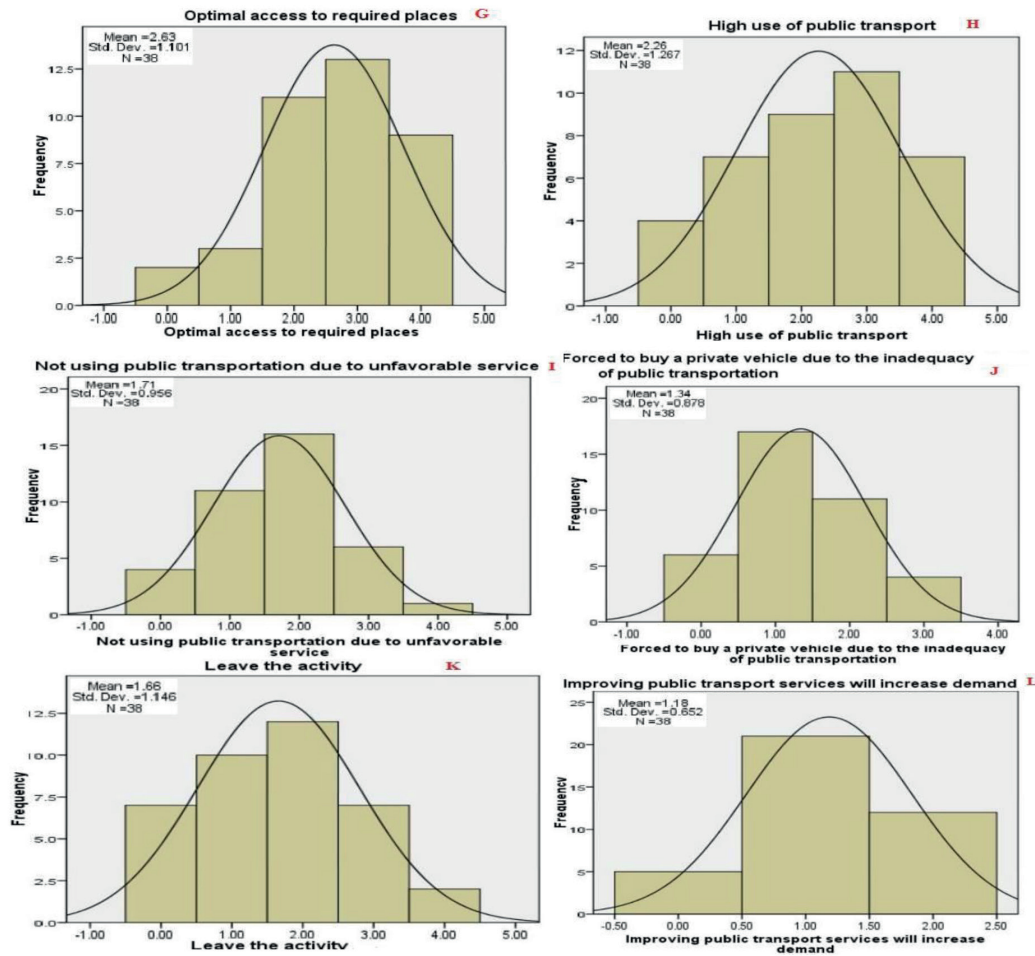 Optimal access to required places G
Mean =2.63
Std. Dev. =1.101
N =38
Frequency
12.5
10.0
7.5
5.0
2.5
0.0
-1.00 0.00 1.00 2.00 3.00 4.00 5.00
Optimal access to required places
High use of public transport H
Mean =2.26
Std. Dev. =1.267
N =38
Frequency
12
10
8
6
4
2
0
-1.00 0.00 1.00 2.00 3.00 4.00 5.00
High use of public transport
Not using public transportation due to unfavorable service I
Mean =1.71
Std. Dev. =0.956
N =38
Frequency
20
15
10
5
0
-1.00 0.00 1.00 2.00 3.00 4.00 5.00
Not using public transportation due to unfavorable
service
Forced to buy a private vehicle due to the inadequacy
of public transportation J
Mean =1.34
Std. Dev. =0.878
N =38
Frequency
20
15
10
5
0
-1.00 0.00 1.00 2.00 3.00 4.00
Forced to buy a private vehicle due to the inadequacy
of public transportation
Leave the activity K
Mean =1.66
Std. Dev. =1.146
N =38
Frequency
12.5
10.0
7.5
5.0
2.5
0.0
0.00 1.00 2.00 3.00 4.00 5.00
Leave the activity
Improving public transport services will increase demand L
Mean =1.18
Std. Dev. =0.652
N =38
Frequency
25
20
15
10
5
0
-0.50 0.00 0.50 1.00 1.50 2.00 2.50
Improving public transport services will increase
demand